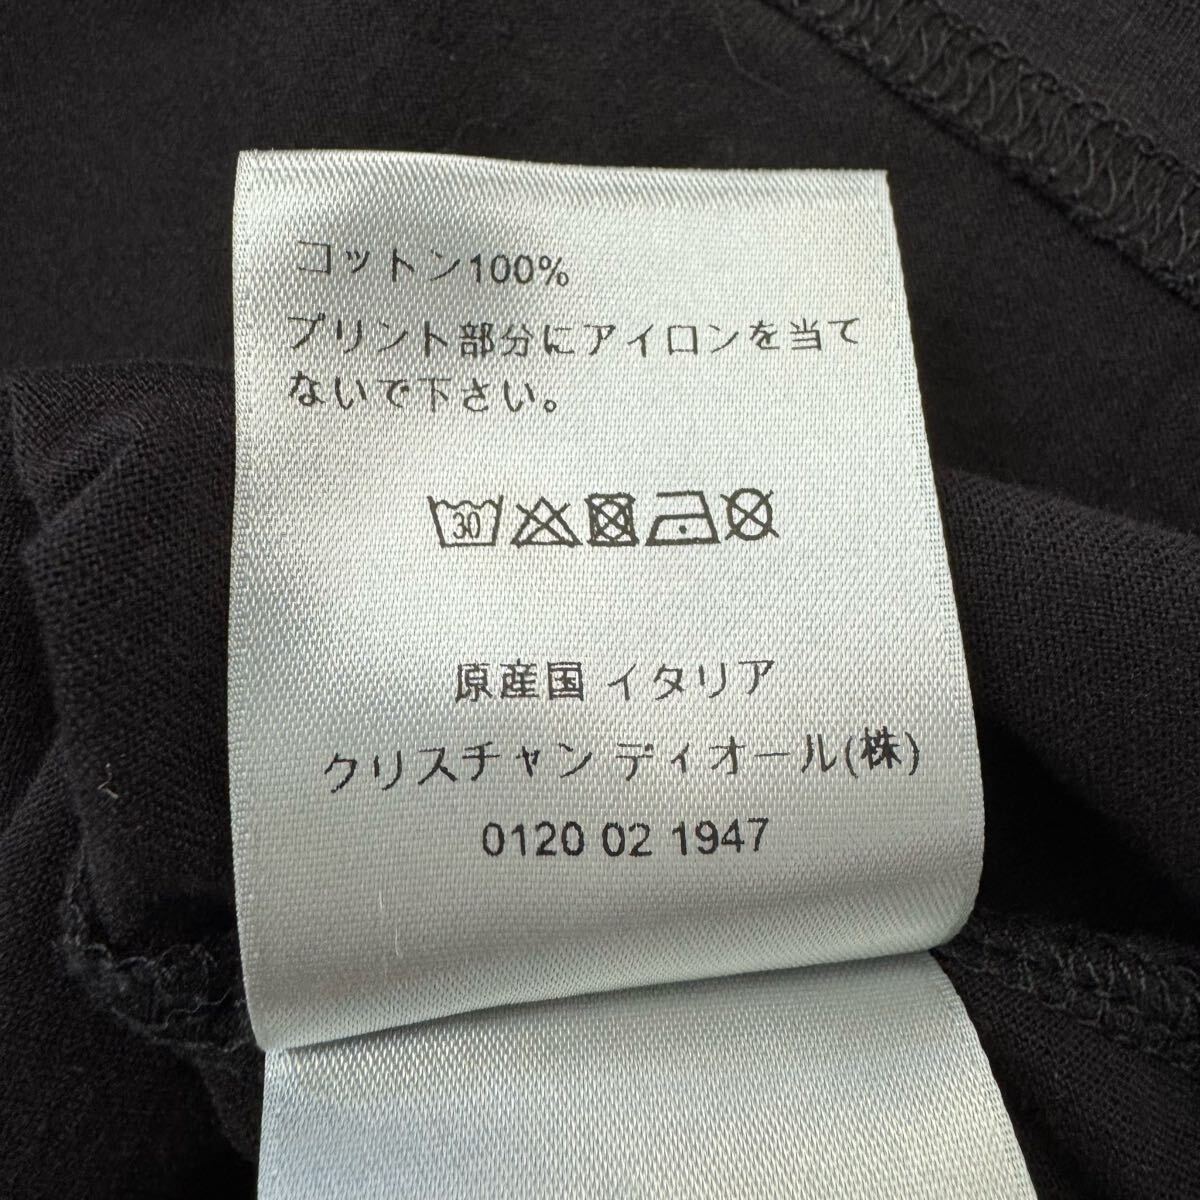 コットン100%
プリント部分にアイロンを当て
ないで下さい。
30
原産国 イタリア
クリスチャン ディオール(株)
0120 02 1947